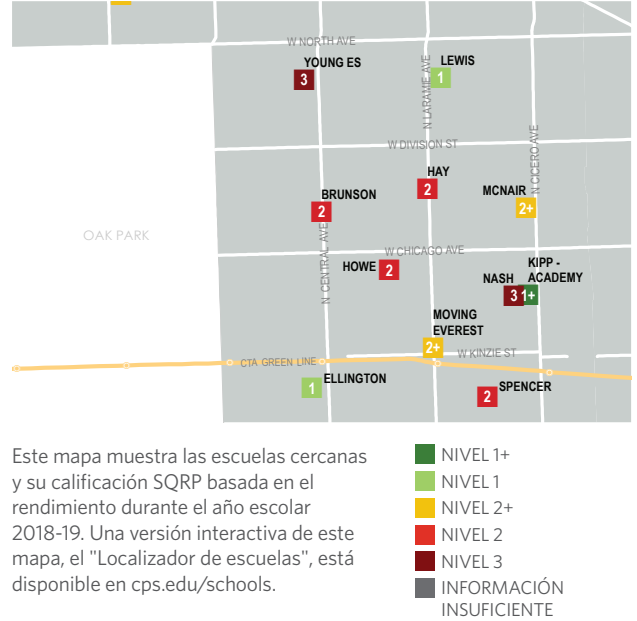 W NORTH AVE
YOUNG ES
3
LEWIS
1
N LARAMIE AVE
W DIVISION ST
N CICERO AVE
HAY
2
MCNAIR
2+
BRUNSON
2
OAK PARK
N CENTRAL AVE
W CHICAGO AVE
HOWE
2
KIPP -
ACADEMY
NASH
3
1+
MOVING
EVEREST
2+
W KINZIE ST
CTA GREEN LINE
ELLINGTON
1
SPENCER
2
Este mapa muestra las escuelas cercanas
y su calificación SQRP basada en el
rendimiento durante el año escolar
2018-19. Una versión interactiva de este
mapa, el "Localizador de escuelas", está
disponible en cps.edu/schools.
NIVEL 1+
NIVEL 1
NIVEL 2+
NIVEL 2
NIVEL 3
INFORMACIÓN
INSUFICIENTE